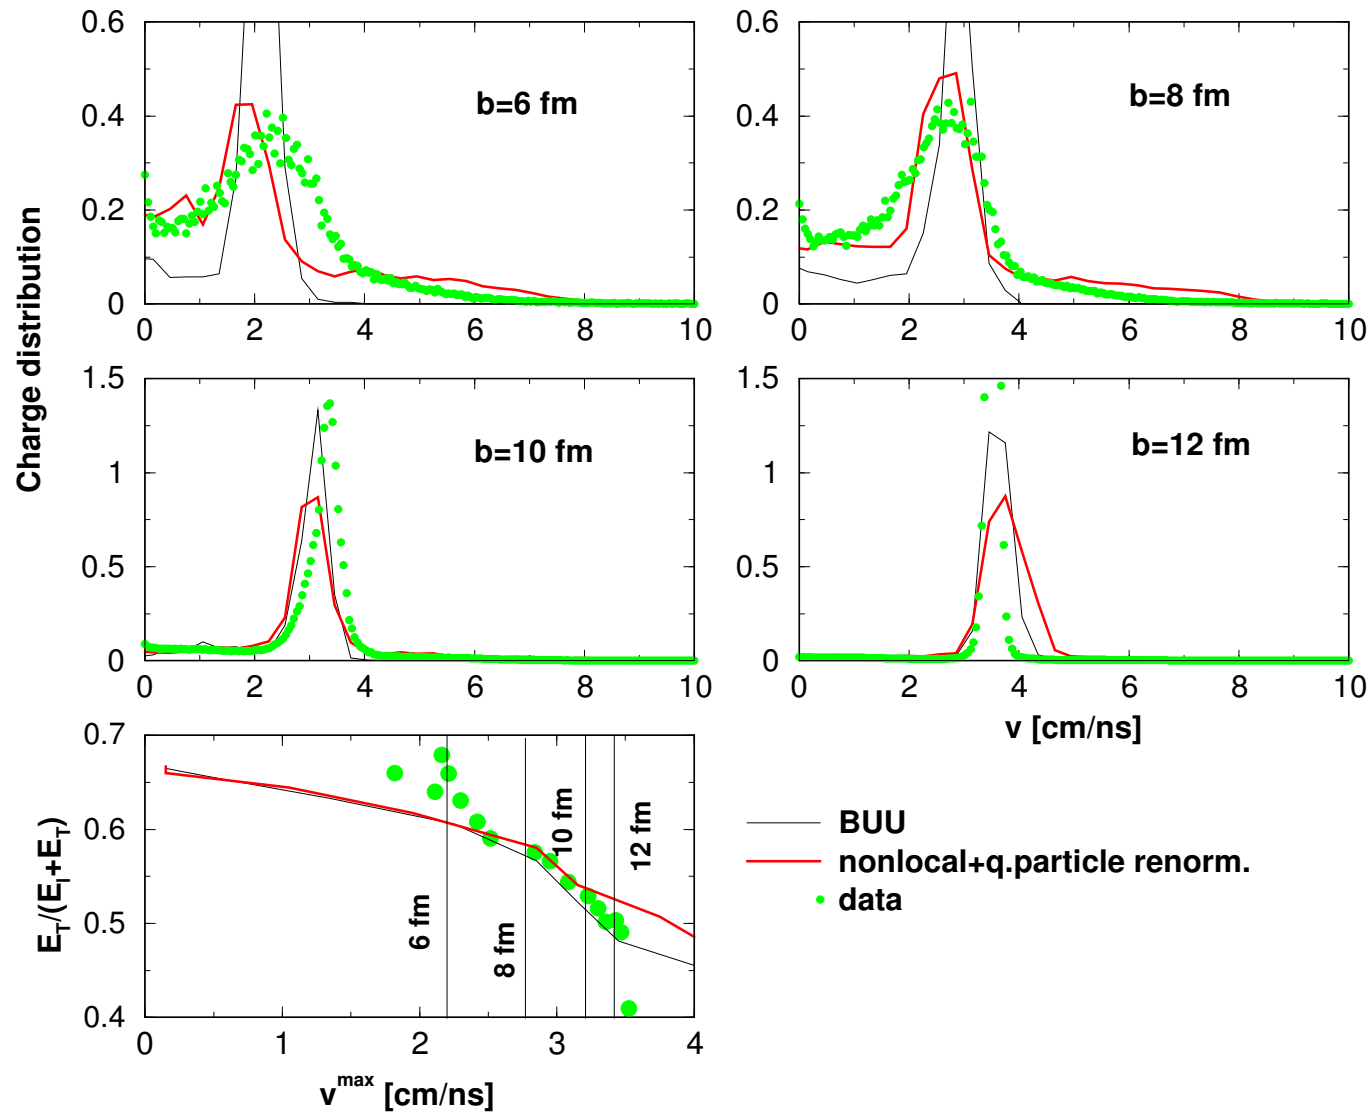 Charge distribution
0.6
0.4
0.2
0
b=6 fm
0 2 4 6 8 10
0.6
0.4
0.2
0
b=8 fm
0 2 4 6 8 10
1.5
1
0.5
0
b=10 fm
0 2 4 6 8 10
1.5
1
0.5
0
b=12 fm
0 2 4 6 8 10
v [cm/ns]
E_T/(E_I+E_T)
0.7
0.6
0.5
0.4
6 fm
8 fm
10 fm
12 fm
0 1 2 3 4
v^max [cm/ns]
BUU
nonlocal+q.particle renorm.
data